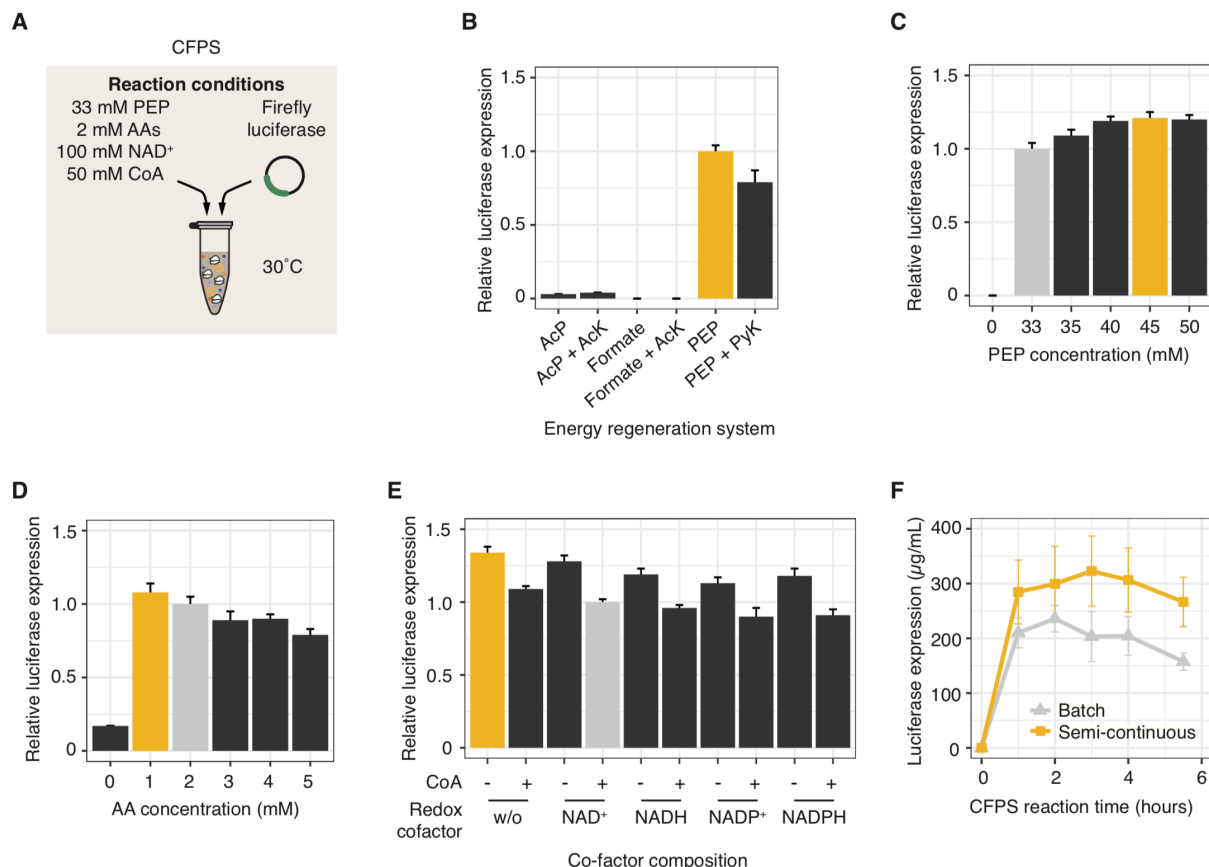 A
CFPS
Reaction conditions
33 mM PEP
2 mM AAs
100 mM NAD⁺
50 mM CoA
Firefly
luciferase
30˚C
B
Relative luciferase expression
1.5
1.0
0.5
0
AcP
AcP + AcK
Formate
Formate + AcK
PEP
PEP + PyK
Energy regeneration system
C
Relative luciferase expression
1.5
1.0
0.5
0
0 33 35 40 45 50
PEP concentration (mM)
D
Relative luciferase expression
1.5
1.0
0.5
0
0 1 2 3 4 5
AA concentration (mM)
E
Relative luciferase expression
1.5
1.0
0.5
0
CoA - + - + - + - + - +
Redox
cofactor
w/o NAD⁺ NADH NADP⁺ NADPH
Co-factor composition
F
Luciferase expression (µg/mL)
400
300
200
100
0
Batch
Semi-continuous
0 2 4 6
CFPS reaction time (hours)